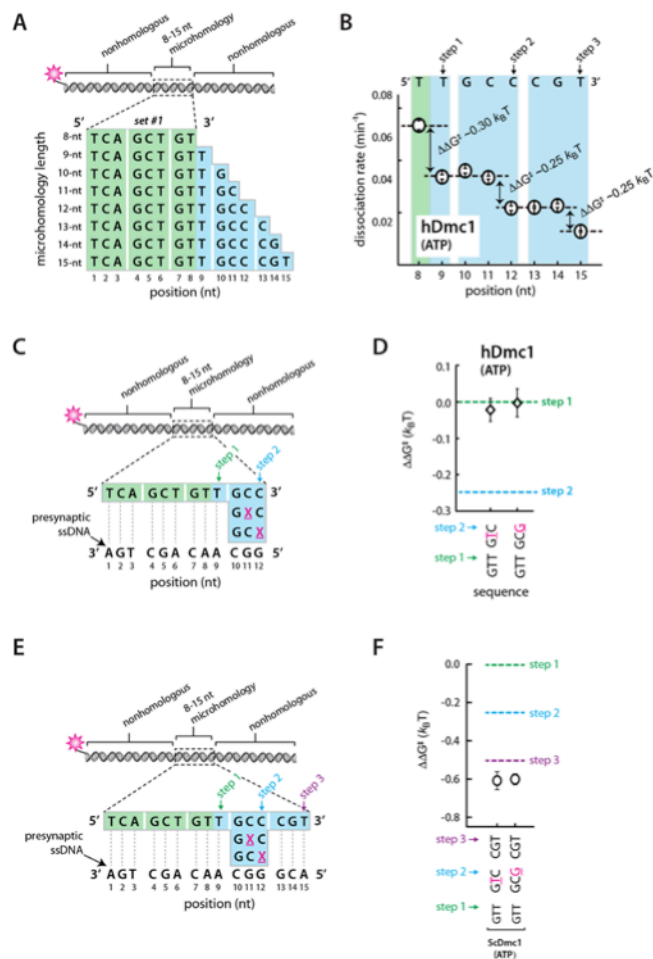 A
nonhomologous
8-15 nt
microhomology
nonhomologous
5′ set #1 3′
microhomology length
8-nt TCA GCT GT
9-nt TCA GCT GTT
10-nt TCA GCT GTT G
11-nt TCA GCT GTT GC
12-nt TCA GCT GTT GCC
13-nt TCA GCT GTT GCC C
14-nt TCA GCT GTT GCC CG
15-nt TCA GCT GTT GCC CGT
1 2 3 4 5 6 7 8 9 10 11 12 13 14 15
position (nt)
B
step 1
step 2
step 3
5′ T T G C C C G T 3′
dissociation rate (min⁻¹)
0.08
0.06
0.04
0.02
ΔΔG‡ ~0.30 kBT
ΔΔG‡ ~0.25 kBT
ΔΔG‡ ~0.25 kBT
hDmc1
(ATP)
8 9 10 11 12 13 14 15
position (nt)
C
nonhomologous
8-15 nt
microhomology
nonhomologous
step 1
step 2
5′ TCA GCT GTT GCC 3′
GXC
GCX
presynaptic
ssDNA
3′ AGT CGA CAA CGG 5′
1 2 3 4 5 6 7 8 9 10 11 12
position (nt)
D
hDmc1
(ATP)
ΔΔG‡ (kBT)
0.1
0.0
-0.1
-0.2
-0.3
step 1
step 2
step 2
step 1
GTT GIC
GTT GCG
sequence
E
nonhomologous
8-15 nt
microhomology
nonhomologous
step 1
step 2
step 3
5′ TCA GCT GTT GCC CGT 3′
GXC
GCX
presynaptic
ssDNA
3′ AGT CGA CAA CGG GCA 5′
1 2 3 4 5 6 7 8 9 10 11 12 13 14 15
position (nt)
F
ΔΔG‡ (kBT)
0.0
-0.2
-0.4
-0.6
-0.8
step 1
step 2
step 3
step 3
step 2
step 1
GTT GIC CGT
GTT GCG CGT
ScDmc1
(ATP)